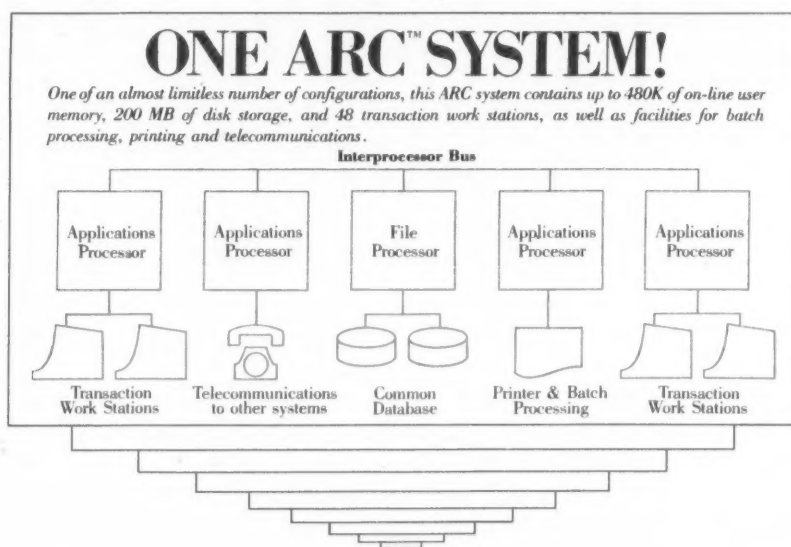 ONE ARC™ SYSTEM!
One of an almost limitless number of configurations, this ARC system contains up to 480K of on-line user
memory, 200 MB of disk storage, and 48 transaction work stations, as well as facilities for batch
processing, printing and telecommunications.
Interprocessor Bus
Applications
Processor
Applications
Processor
File
Processor
Applications
Processor
Applications
Processor
Transaction
Work Stations
Telecommunications
to other systems
Common
Database
Printer & Batch
Processing
Transaction
Work Stations